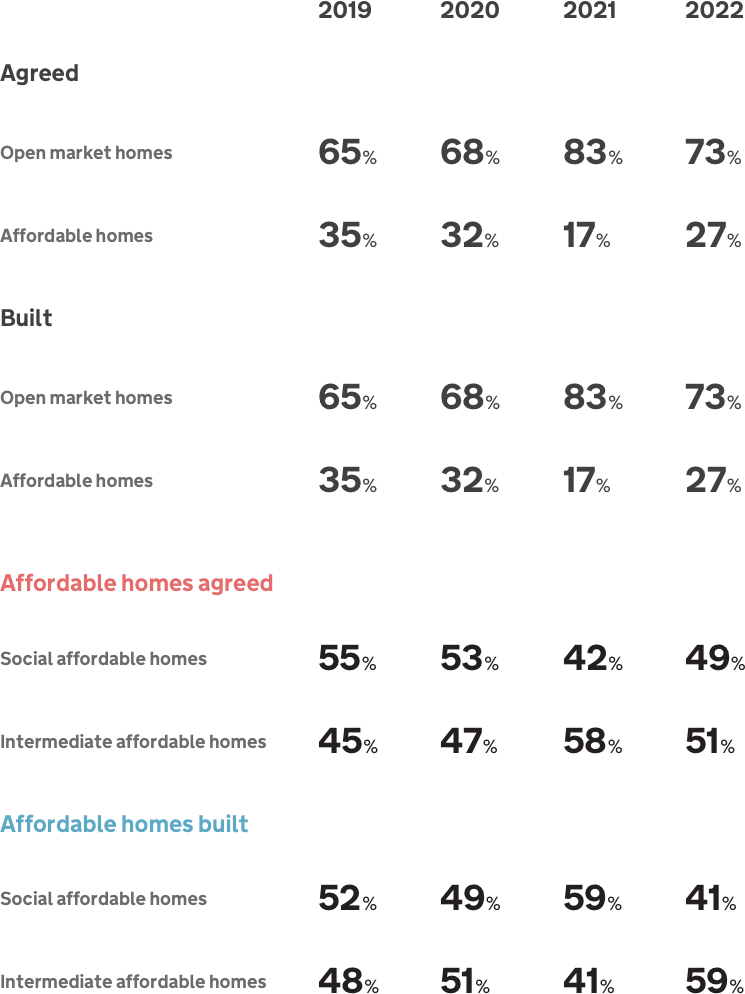 2019 2020 2021 2022
Agreed
Open market homes 65% 68% 83% 73%
Affordable homes 35% 32% 17% 27%
Built
Open market homes 65% 68% 83% 73%
Affordable homes 35% 32% 17% 27%
Affordable homes agreed
Social affordable homes 55% 53% 42% 49%
Intermediate affordable homes 45% 47% 58% 51%
Affordable homes built
Social affordable homes 52% 49% 59% 41%
Intermediate affordable homes 48% 51% 41% 59%